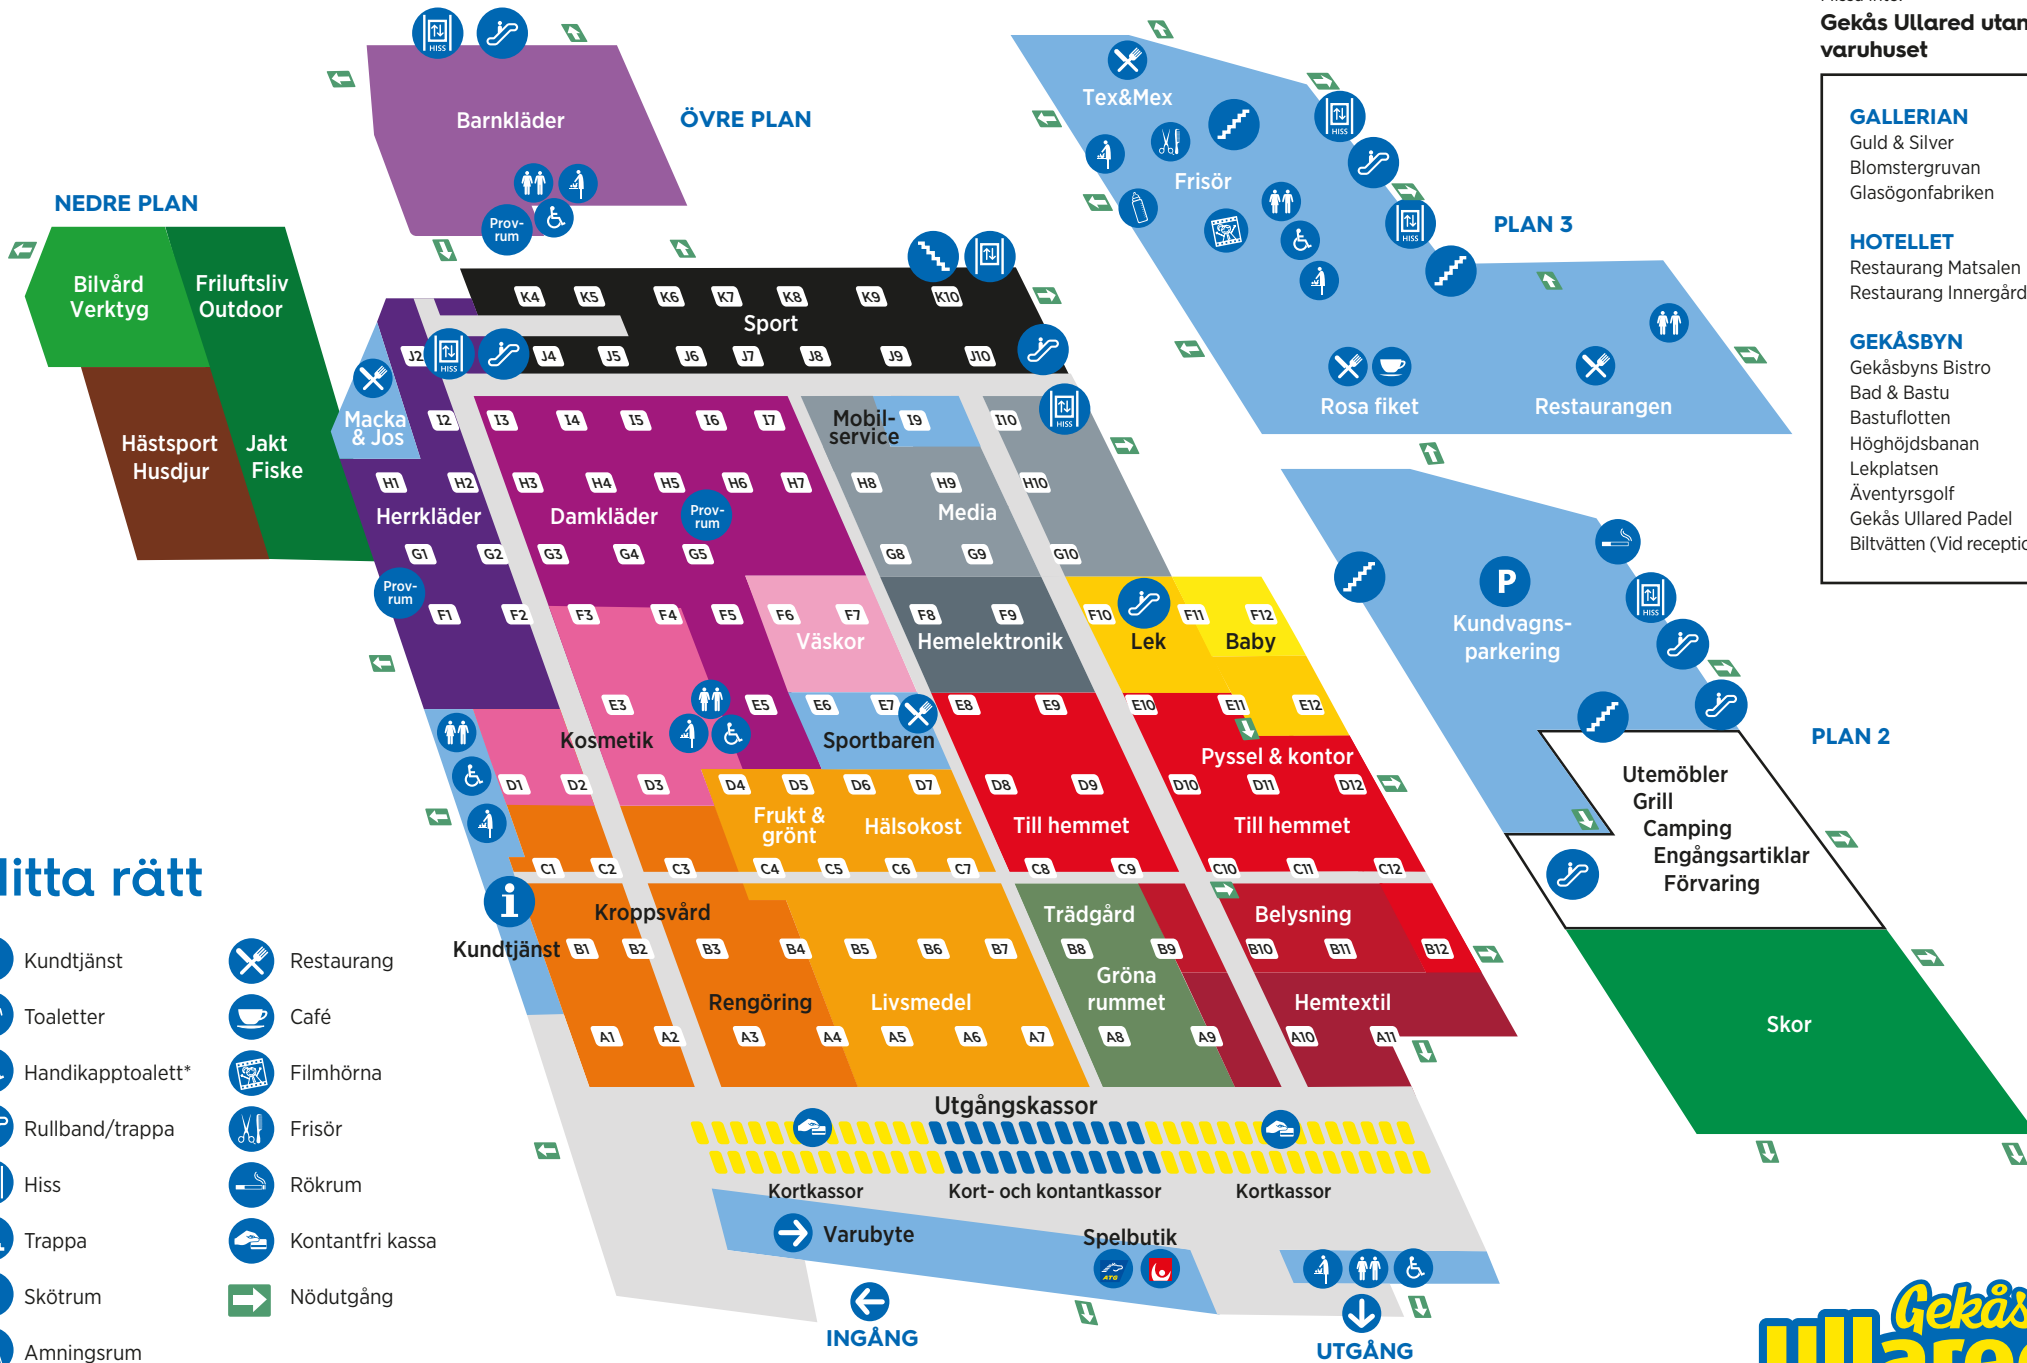 Gekås Ullared utan
varuhuset
GALLERIAN
Guld & Silver
Blomstergruvan
Glasögonfabriken
HOTELLET
Restaurang Matsalen
Restaurang Innergård
GEKÅSBYN
Gekåsbyns Bistro
Bad & Bastu
Bastuflotten
Höghöjdsbanan
Lekplatsen
Äventyrsgolf
Gekås Ullared Padel
Biltvätten (Vid receptio
ÖVRE PLAN
HISS
Barnkläder
Prov-
rum
NEDRE PLAN
Bilvård
Verktyg
Friluftsliv
Outdoor
Hästsport
Husdjur
Jakt
Fiske
PLAN 3
Tex&Mex
HISS
Frisör
HISS
Rosa fiket
Restaurangen
K4 K5 K6 K7 K8 K9 K10
Sport
J2 J4 J5 J6 J7 J8 J9 J10
HISS
HISS
Macka
& Jos
Mobil-
service
I2 I3 I4 I5 I6 I7 I9 I10
H1 H2 H3 H4 H5 H6 H7 H8 H9 H10
Herrkläder
Damkläder
Prov-
rum
Media
G1 G2 G3 G4 G5 G8 G9 G10
Prov-
rum
F1 F2 F3 F4 F5 F6 F7 F8 F9 F10 F11 F12
Väskor
Hemelektronik
Lek
Baby
E3 E5 E6 E7 E8 E9 E10 E11 E12
Kosmetik
Sportbaren
Pyssel & kontor
D1 D2 D3 D4 D5 D6 D7 D8 D9 D10 D11 D12
Frukt &
grönt
Hälsokost
Till hemmet
Till hemmet
C1 C2 C3 C4 C5 C6 C7 C8 C9 C10 C11 C12
Kroppsvård
Trädgård
Belysning
Kundtjänst
B1 B2 B3 B4 B5 B6 B7 B8 B9 B10 B11 B12
Rengöring
Livsmedel
Gröna
rummet
Hemtextil
A1 A2 A3 A4 A5 A6 A7 A8 A9 A10 A11
Utgångskassor
Kortkassor
Kort- och kontantkassor
Kortkassor
Varubyte
Spelbutik
ATG
INGÅNG
UTGÅNG
P
Kundvagns-
parkering
HISS
PLAN 2
Utemöbler
Grill
Camping
Engångsartiklar
Förvaring
Skor
itta rätt
Kundtjänst
Toaletter
Handikapptoalett*
Rullband/trappa
Hiss
Trappa
Skötrum
Amningsrum
Restaurang
Café
Filmhörna
Frisör
Rökrum
Kontantfri kassa
Nödutgång
Gekås
Ullared